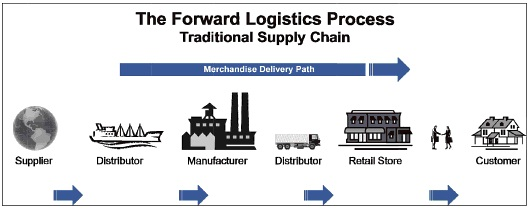 The Forward Logistics Process
Traditional Supply Chain
Merchandise Delivery Path
Supplier
Distributor
Manufacturer
Distributor
Retail Store
Customer